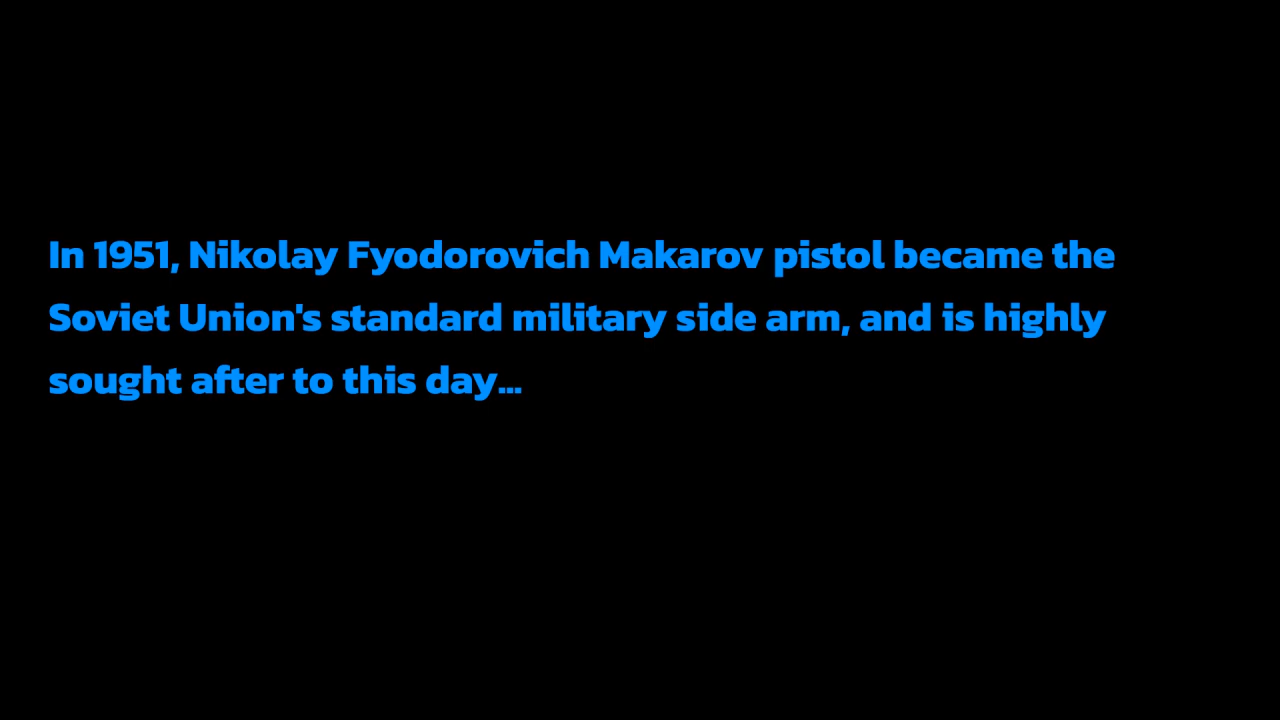 In 1951, Nikolay Fyodorovich Makarov pistol became the
Soviet Union's standard military side arm, and is highly
sought after to this day...